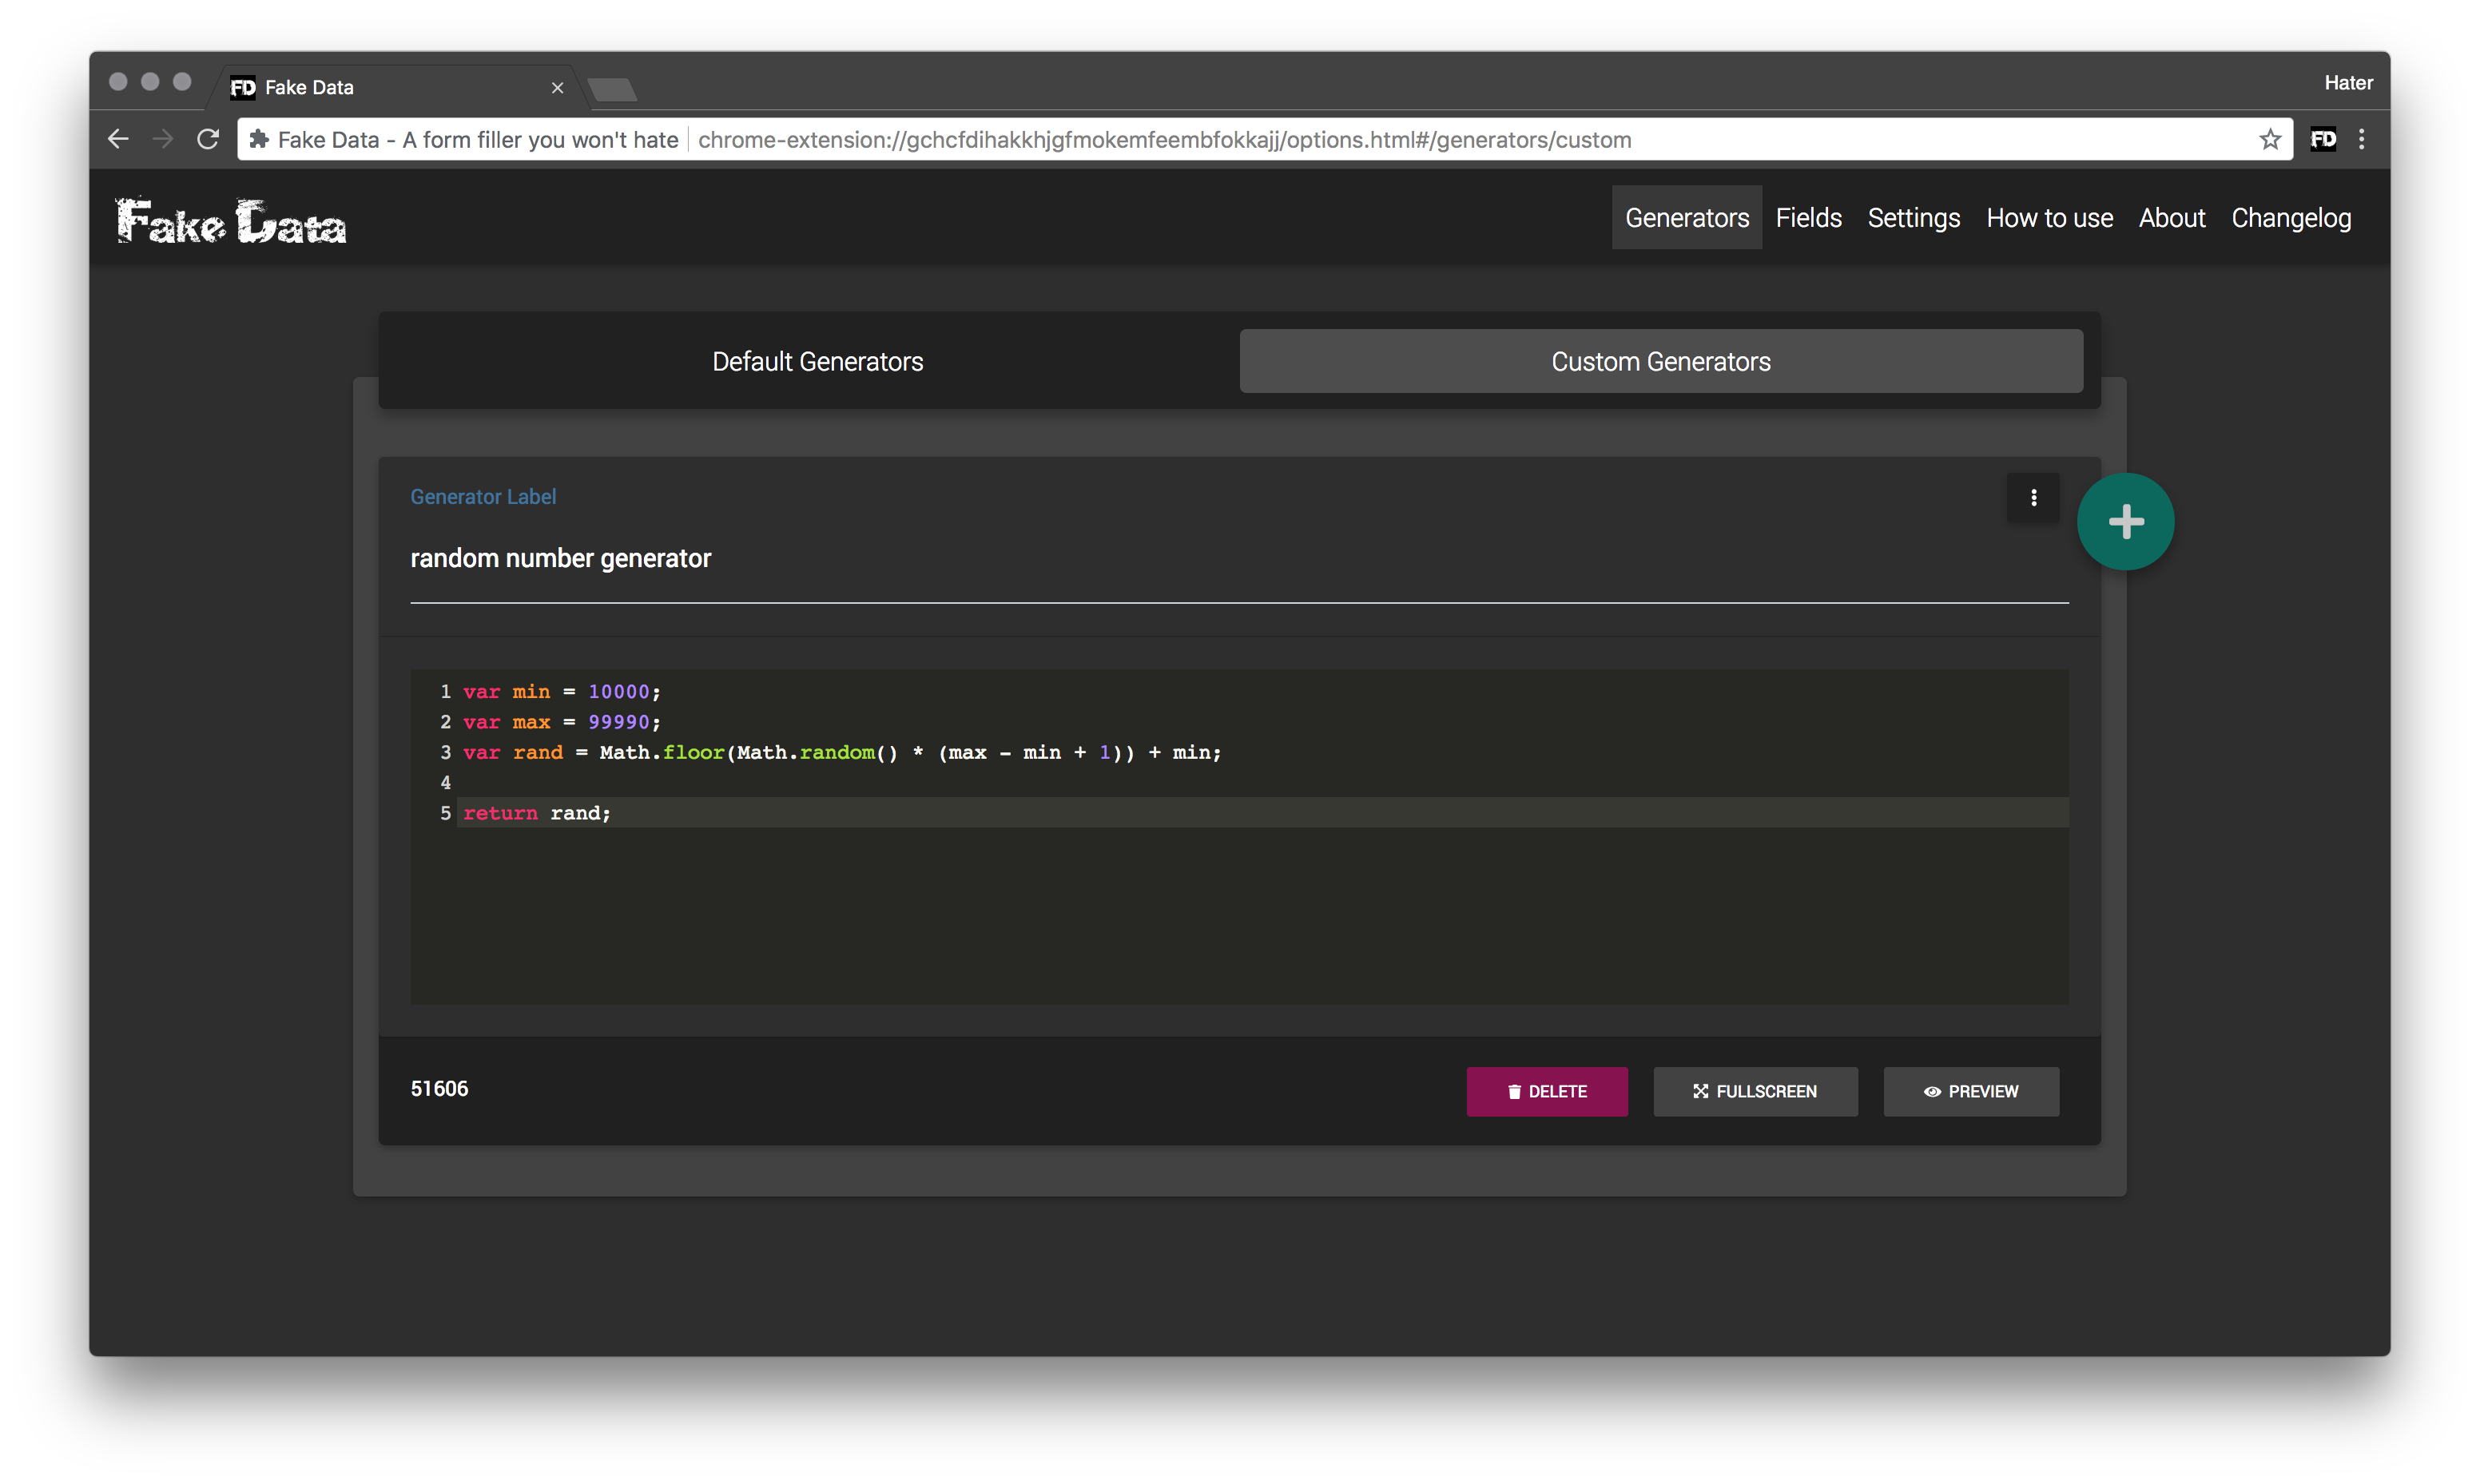 Fake Data
Hater
Fake Data - A form filler you won't hate
chrome-extension://gchcfdihakkhjgfmokemfeembfokkajj/options.html#/generators/custom
FD
Fake Data
Generators Fields Settings How to use About Changelog
Default Generators Custom Generators
Generator Label
random number generator
1 var min = 10000;
2 var max = 99990;
3 var rand = Math.floor(Math.random() * (max - min + 1)) + min;
4
5 return rand;
51606
DELETE FULLSCREEN PREVIEW